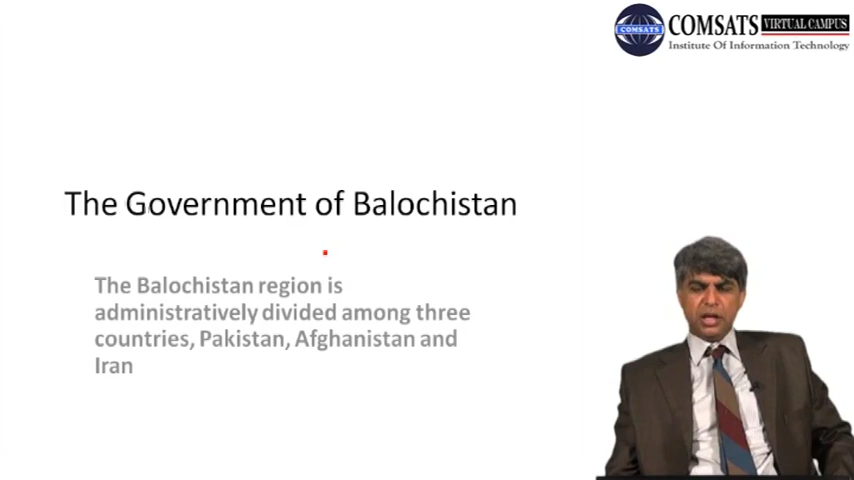 COMSATS VIRTUAL CAMPUS
COMSATS
Institute Of Information Technology
The Government of Balochistan
The Balochistan region is
administratively divided among three
countries, Pakistan, Afghanistan and
Iran